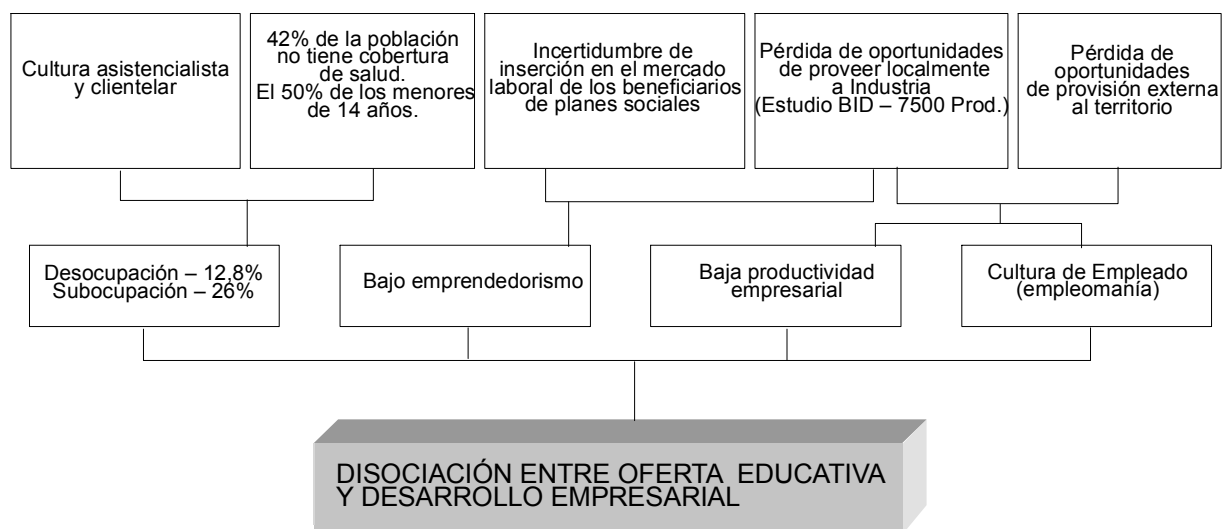 Cultura asistencialista
y clientelar
42% de la población
no tiene cobertura
de salud.
El 50% de los menores
de 14 años.
Incertidumbre de
inserción en el mercado
laboral de los beneficiarios
de planes sociales
Pérdida de oportunidades
de proveer localmente
a Industria
(Estudio BID – 7500 Prod.)
Pérdida de
oportunidades
de provisión externa
al territorio
Desocupación – 12,8%
Subocupación – 26%
Bajo emprendedorismo
Baja productividad
empresarial
Cultura de Empleado
(empleomanía)
DISOCIACIÓN ENTRE OFERTA EDUCATIVA
Y DESARROLLO EMPRESARIAL